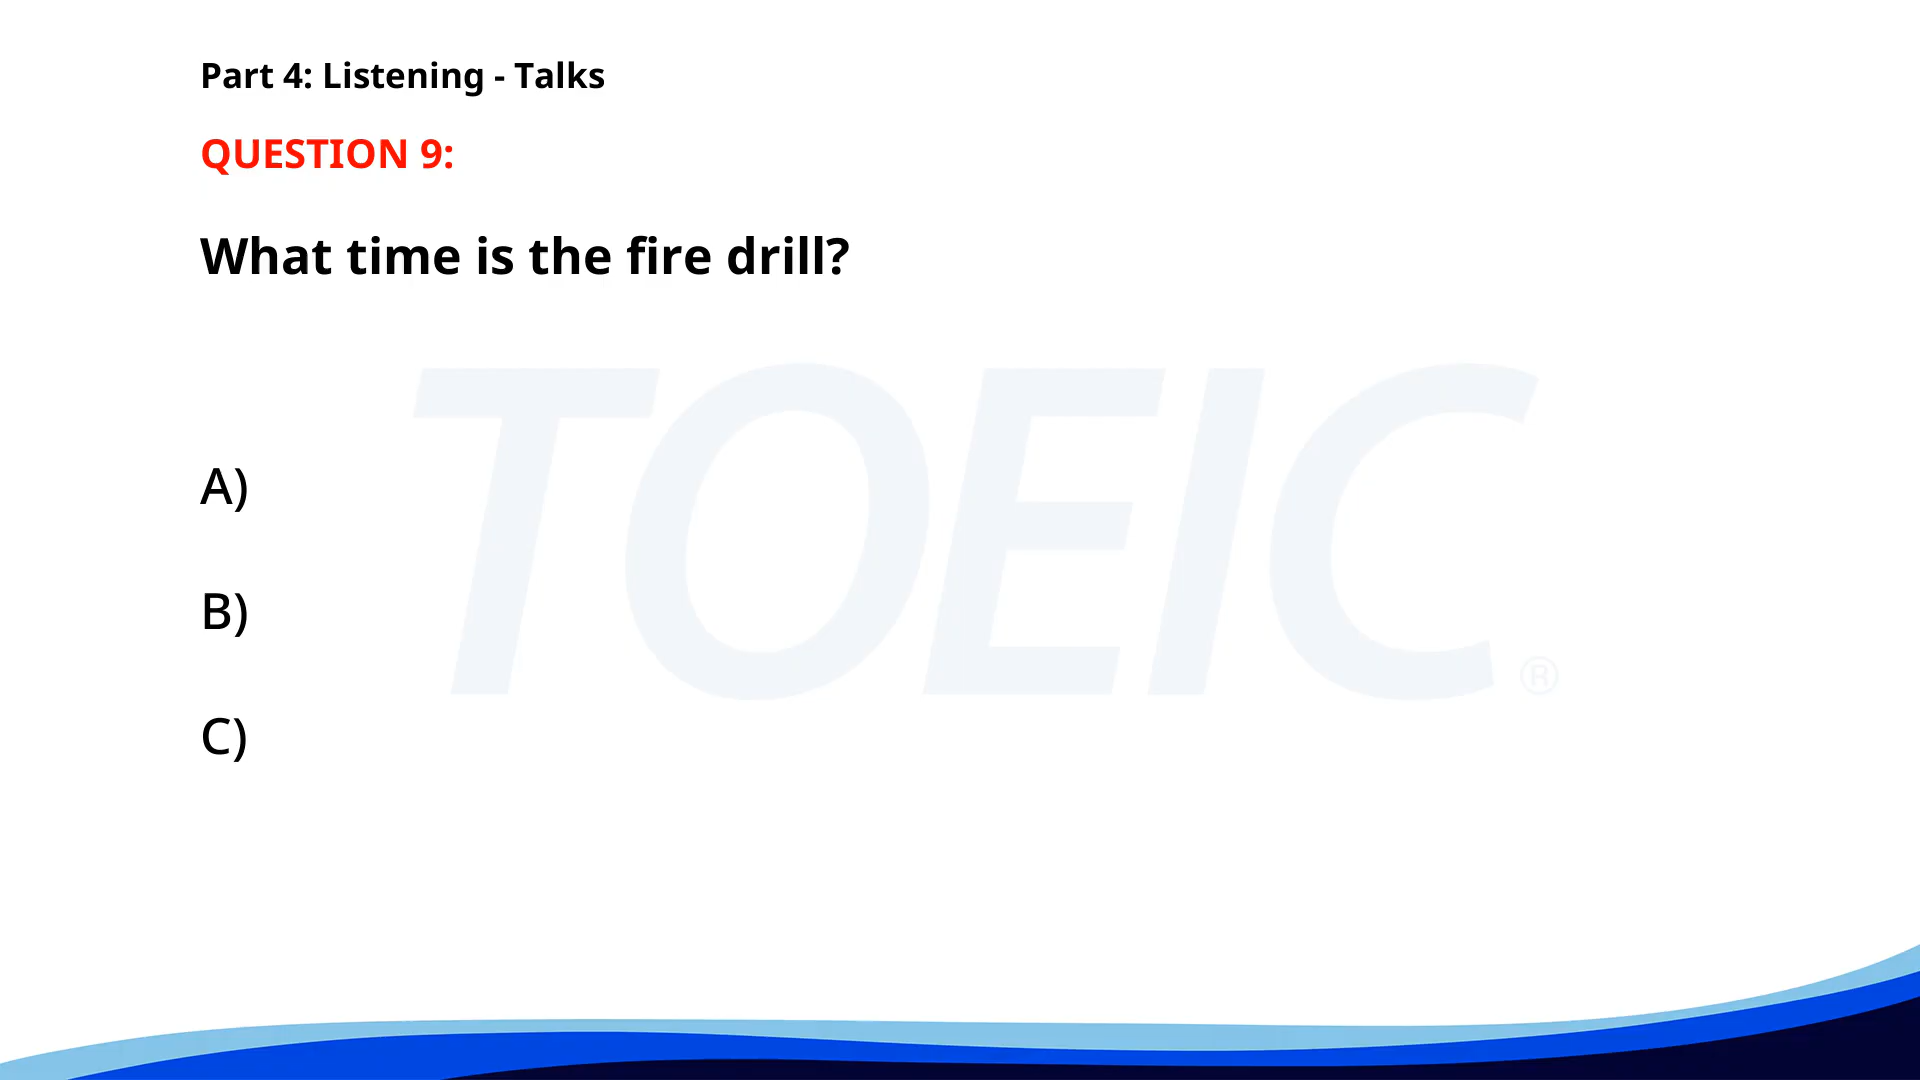 Part 4: Listening - Talks
QUESTION 9:
What time is the fire drill?
TOEIC®
A)
B)
C)